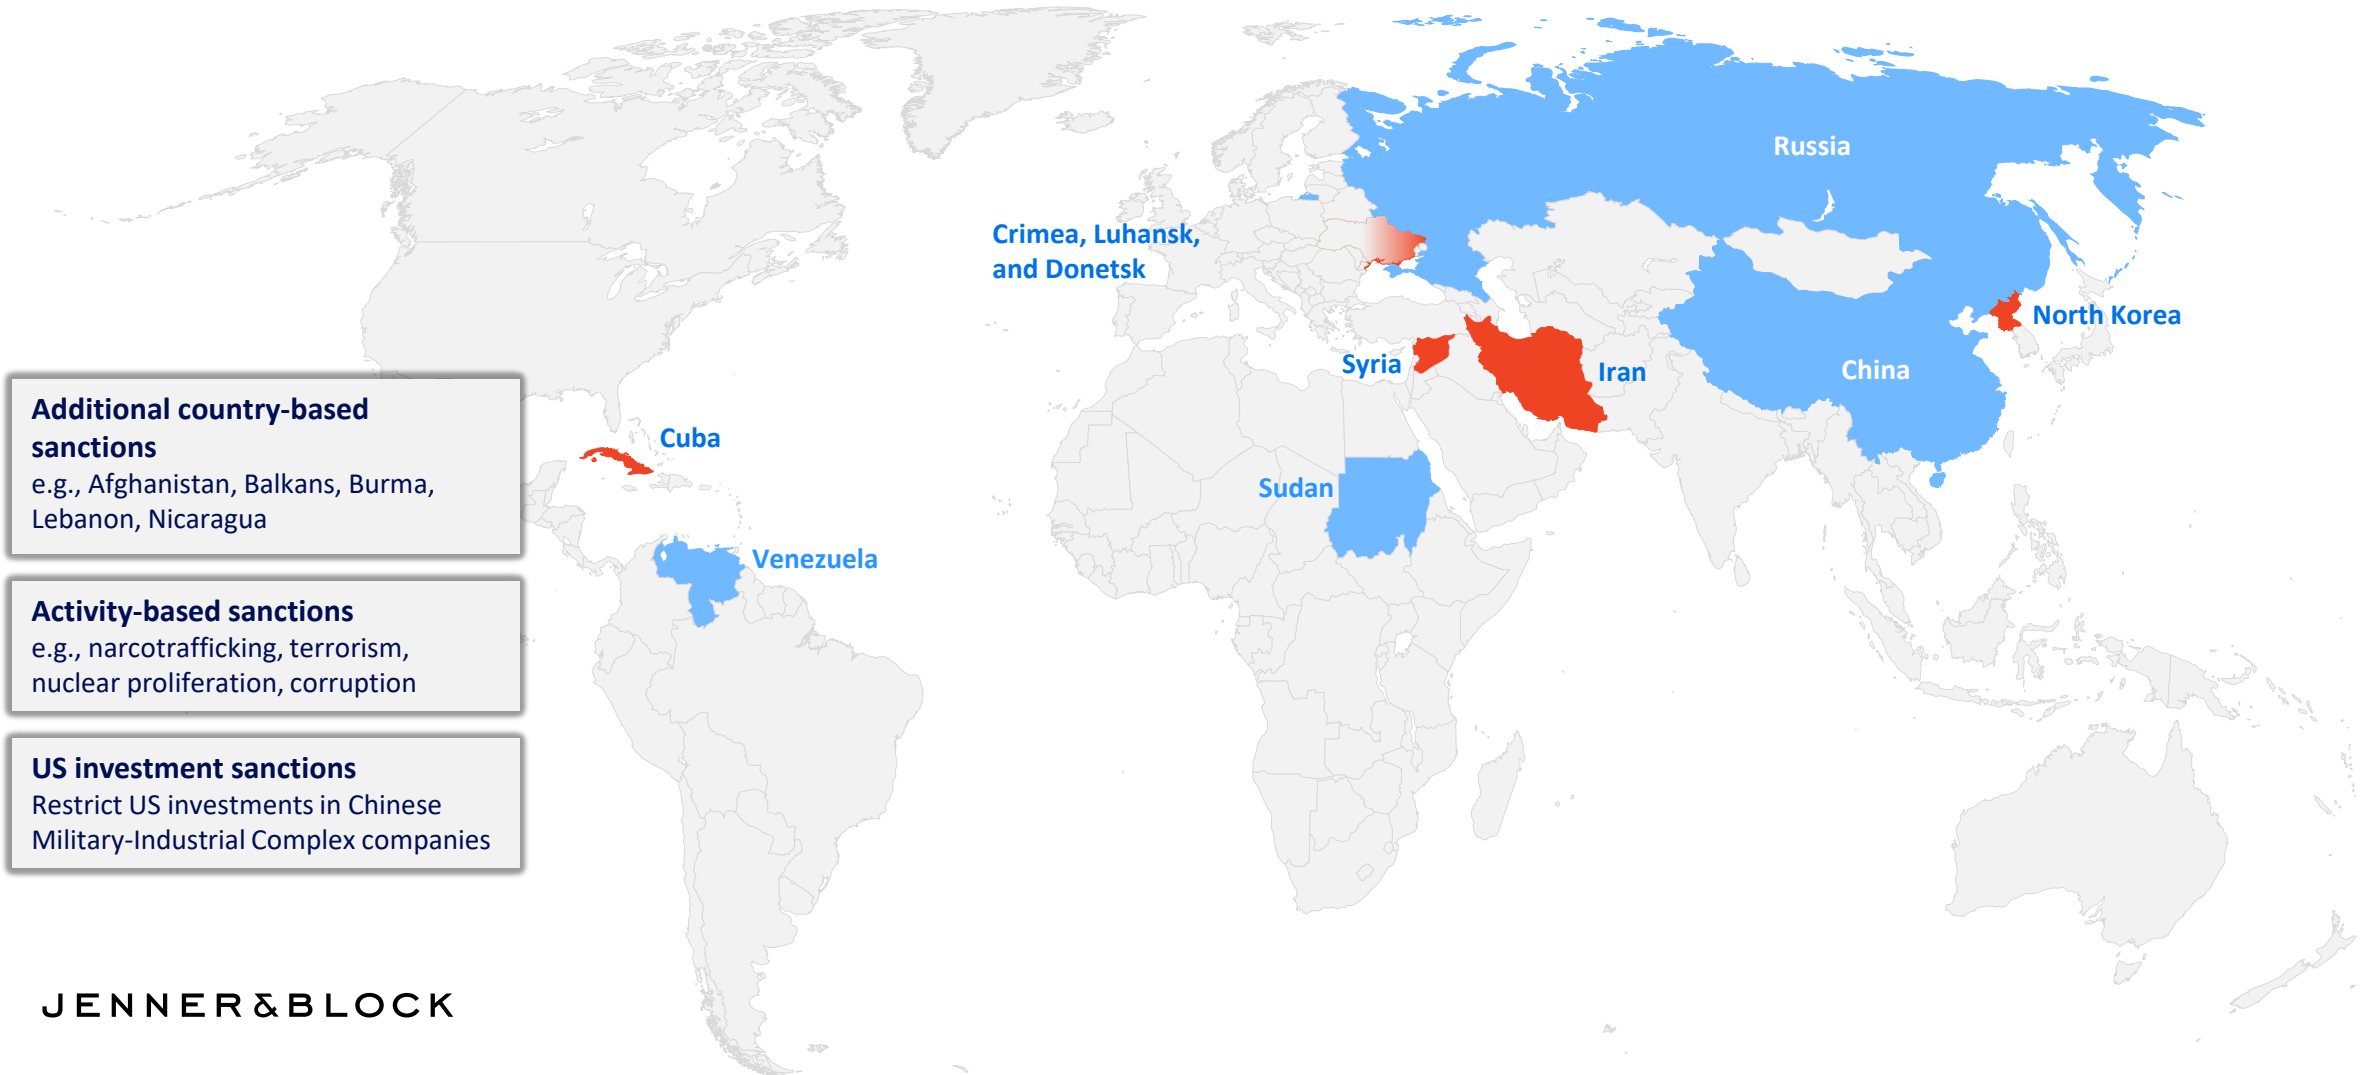 Russia
Crimea, Luhansk,
and Donetsk
North Korea
Syria
Iran
China
Cuba
Sudan
Venezuela
Additional country-based
sanctions
e.g., Afghanistan, Balkans, Burma,
Lebanon, Nicaragua
Activity-based sanctions
e.g., narcotrafficking, terrorism,
nuclear proliferation, corruption
US investment sanctions
Restrict US investments in Chinese
Military-Industrial Complex companies
JENNER&BLOCK